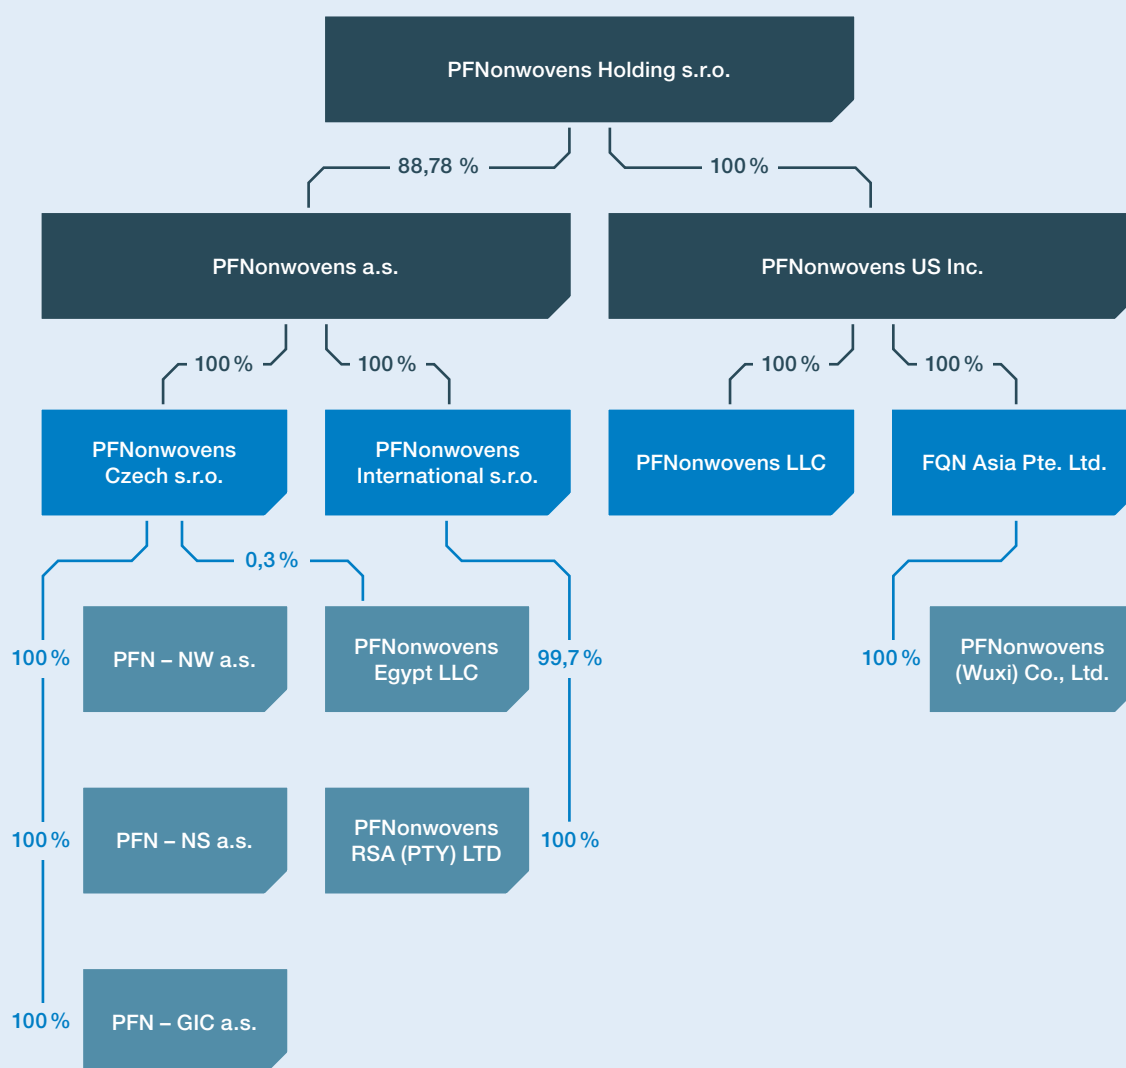 PFNonwovens Holding s.r.o.
88,78 %
100 %
PFNonwovens a.s.
PFNonwovens US Inc.
100 %
100 %
100 %
100 %
PFNonwovens
Czech s.r.o.
PFNonwovens
International s.r.o.
PFNonwovens LLC
FQN Asia Pte. Ltd.
0,3 %
100 %
PFN – NW a.s.
PFNonwovens
Egypt LLC
99,7 %
100 %
PFNonwovens
(Wuxi) Co., Ltd.
100 %
PFN – NS a.s.
PFNonwovens
RSA (PTY) LTD
100 %
100 %
PFN – GIC a.s.